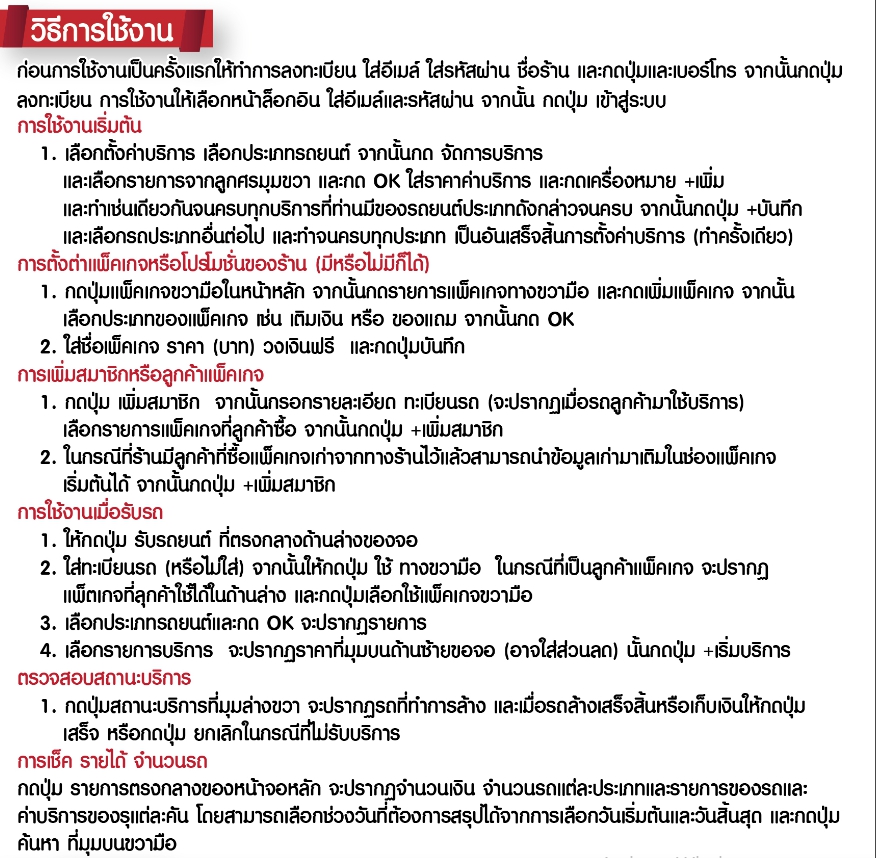 วิธีการใช้งาน
ก่อนการใช้งานเป็นครั้งแรกให้ทำการลงทะเบียน ใส่อีเมล์ ใส่รหัสผ่าน ชื่อร้าน และกดปุ่มและเบอร์โทร จากนั้นกดปุ่ม
ลงทะเบียน การใช้งานให้เลือกหน้าล็อกอิน ใส่อีเมล์และรหัสผ่าน จากนั้น กดปุ่ม เข้าสู่ระบบ
การใช้งานเริ่มต้น
1. เลือกตั้งค่าบริการ เลือกประเภทรถยนต์ จากนั้นกด จัดการบริการ
และเลือกรายการจากลูกศรมุมขวา และกด OK ใส่ราคาค่าบริการ และกดเครื่องหมาย +เพิ่ม
และทำเช่นเดียวกันจนครบทุกบริการที่ท่านมีของรถยนต์ประเภทดังกล่าวจนครบ จากนั้นกดปุ่ม +บันทึก
และเลือกรถประเภทอื่นต่อไป และทำจนครบทุกประเภท เป็นอันเสร็จสิ้นการตั้งค่าบริการ (ทำครั้งเดียว)
การตั้งต่าแพ็คเกจหรือโปรโมชั่นของร้าน (มีหรือไม่มีก็ได้)
1. กดปุ่มแพ็คเกจขวามือในหน้าหลัก จากนั้นกดรายการแพ็คเกจทางขวามือ และกดเพิ่มแพ็คเกจ จากนั้น
เลือกประเภทของแพ็คเกจ เช่น เติมเงิน หรือ ของแถม จากนั้นกด OK
2. ใส่ชื่อเพ็คเกจ ราคา (บาท) วงเงินฟรี และกดปุ่มบันทึก
การเพิ่มสมาชิกหรือลูกค้าแพ็คเกจ
1. กดปุ่ม เพิ่มสมาชิก จากนั้นกรอกรายละเอียด ทะเบียนรถ (จะปรากฏเมื่อรถลูกค้ามาใช้บริการ)
เลือกรายการแพ็คเกจที่ลูกค้าซื้อ จากนั้นกดปุ่ม +เพิ่มสมาชิก
2. ในกรณีที่ร้านมีลูกค้าที่ซื้อแพ็คเกจเก่าจากทางร้านไว้แล้วสามารถนำข้อมูลเก่ามาเติมในช่องแพ็คเกจ
เริ่มต้นได้ จากนั้นกดปุ่ม +เพิ่มสมาชิก
การใช้งานเมื่อรับรถ
1. ให้กดปุ่ม รับรถยนต์ ที่ตรงกลางด้านล่างของจอ
2. ใส่ทะเบียนรถ (หรือไม่ใส่) จากนั้นให้กดปุ่ม ใช้ ทางขวามือ ในกรณีที่เป็นลูกค้าแพ็คเกจ จะปรากฏ
แพ็ตเกจที่ลุกค้าใช้ได้ในด้านล่าง และกดปุ่มเลือกใช้แพ็คเกจขวามือ
3. เลือกประเภทรถยนต์และกด OK จะปรากฏรายการ
4. เลือกรายการบริการ จะปรากฏราคาที่มุมบนด้านซ้ายขอจอ (อาจใส่ส่วนลด) นั้นกดปุ่ม +เริ่มบริการ
ตรวจสอบสถานะบริการ
1. กดปุ่มสถานะบริการที่มุมล่างขวา จะปรากฏรถที่ทำการล้าง และเมื่อรถล้างเสร็จสิ้นหรือเก็บเงินให้กดปุ่ม
เสร็จ หรือกดปุ่ม ยกเลิกในกรณีที่ไม่รับบริการ
การเช็ค รายได้ จำนวนรถ
กดปุ่ม รายการตรงกลางของหน้าจอหลัก จะปรากฏจำนวนเงิน จำนวนรถแต่ละประเภทและรายการของรถและ
ค่าบริการของรุแต่ละคัน โดยสามารถเลือกช่วงวันที่ต้องการสรุปได้จากการเลือกวันเริ่มต้นและวันสิ้นสุด และกดปุ่ม
ค้นหา ที่มุมบนขวามือ